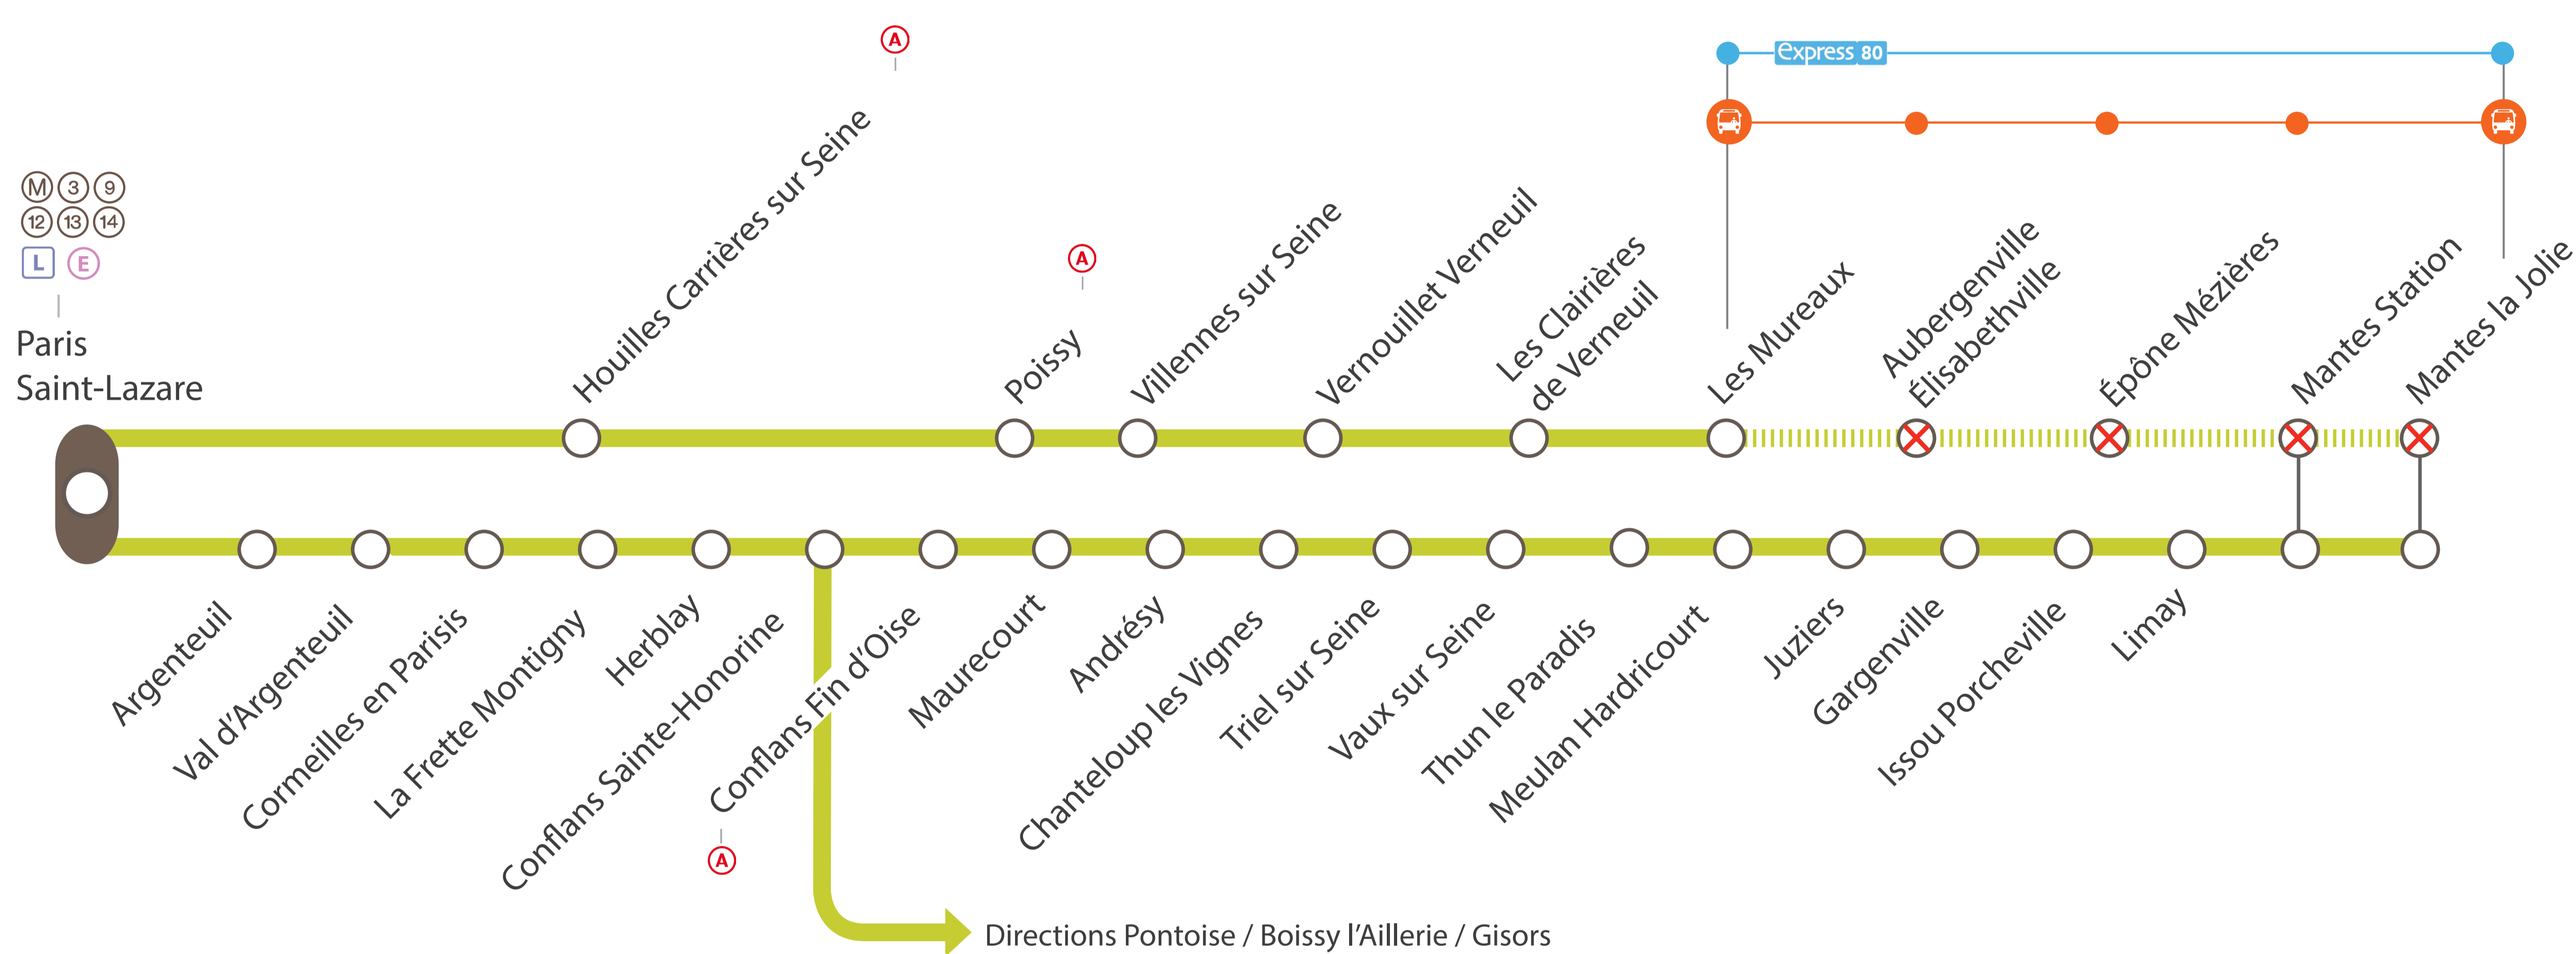 A
express 80
M 3 9
12 13 14
L E
Paris
Saint-Lazare
Houilles Carrières sur Seine
A
Poissy
Villennes sur Seine
Vernouillet Verneuil
Les Clairières
de Verneuil
Les Mureaux
Aubergenville
Élisabethville
Épône Mézières
Mantes Station
Mantes la Jolie
Argenteuil
Val d'Argenteuil
Cormeilles en Parisis
La Frette Montigny
Herblay
Conflans Sainte-Honorine
Conflans Fin d'Oise
A
Maurecourt
Andrésy
Chanteloup les Vignes
Triel sur Seine
Vaux sur Seine
Thun le Paradis
Meulan Hardricourt
Juziers
Gargenville
Issou Porcheville
Limay
Directions Pontoise / Boissy l'Aillerie / Gisors